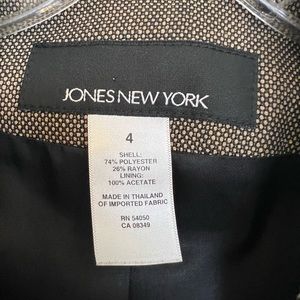 JONES NEW YORK
4
SHELL:
74% POLYESTER
26% RAYON
LINING:
100% ACETATE
MADE IN THAILAND
OF IMPORTED FABRIC
RN 54050
CA 08349